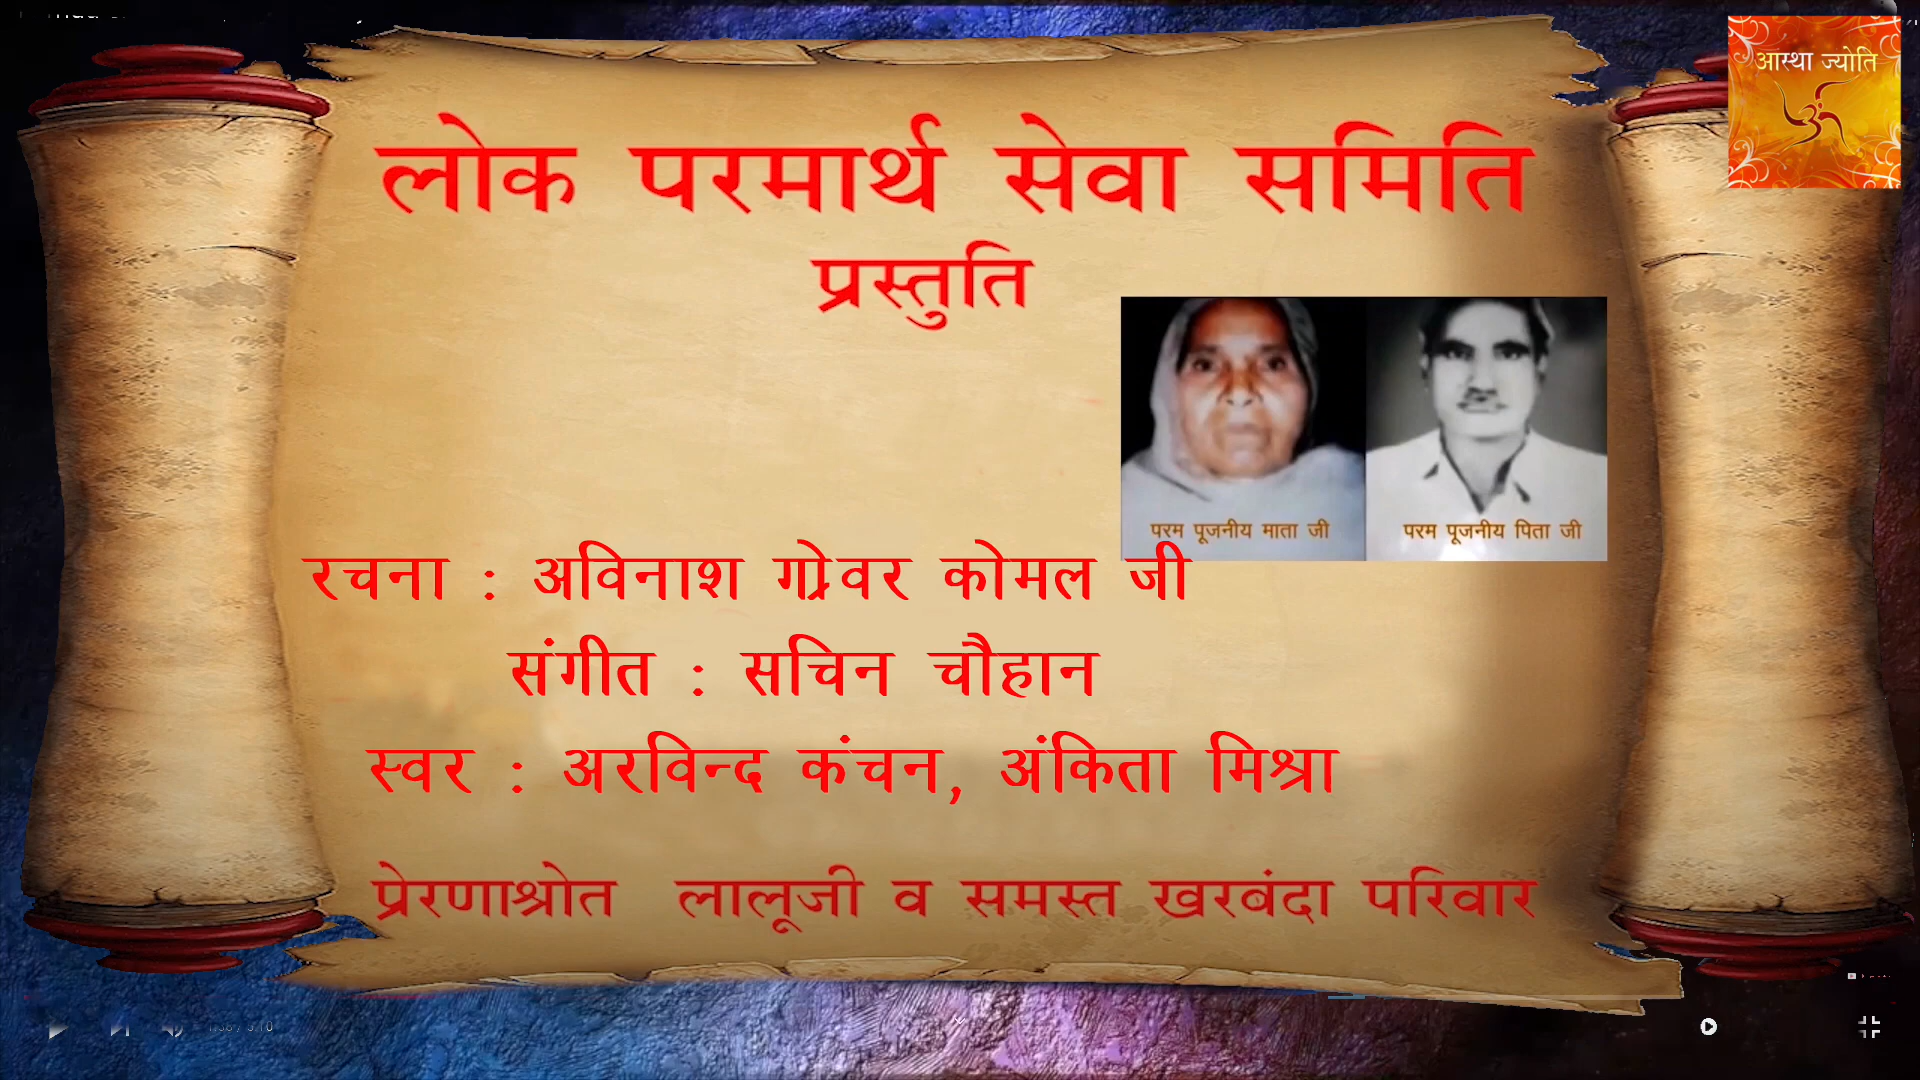 आस्था ज्योति
लोक परमार्थ सेवा समिति
प्रस्तुति
परम पूजनीय माता जी
परम पूजनीय पिता जी
रचना : अविनाश गो्रवर कोमल जी
संगीत : सचिन चौहान
स्वर : अरविन्द कंचन, अंकिता मिश्रा
प्रेरणाश्रोत लालूजी व समस्त खरबंदा परिवार